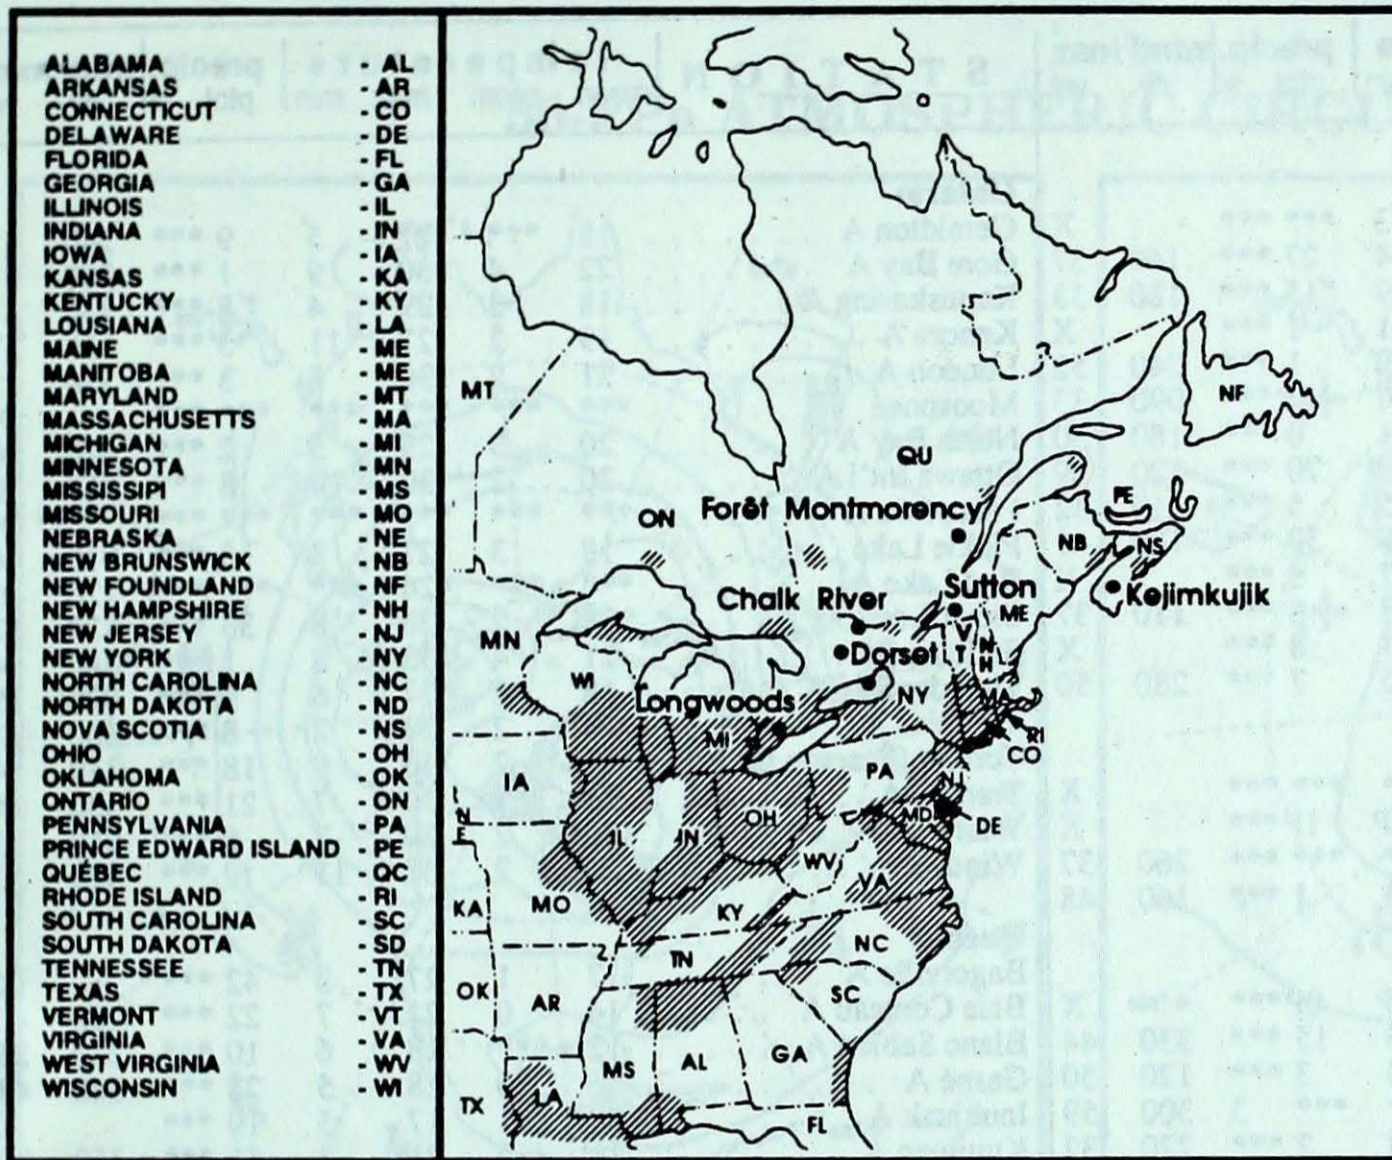 ALABAMA - AL
ARKANSAS - AR
CONNECTICUT - CO
DELAWARE - DE
FLORIDA - FL
GEORGIA - GA
ILLINOIS - IL
INDIANA - IN
IOWA - IA
KANSAS - KA
KENTUCKY - KY
LOUSIANA - LA
MAINE - ME
MANITOBA - ME
MARYLAND - MT
MASSACHUSETTS - MA
MICHIGAN - MI
MINNESOTA - MN
MISSISSIPI - MS
MISSOURI - MO
NEBRASKA - NE
NEW BRUNSWICK - NB
NEW FOUNDLAND - NF
NEW HAMPSHIRE - NH
NEW JERSEY - NJ
NEW YORK - NY
NORTH CAROLINA - NC
NORTH DAKOTA - ND
NOVA SCOTIA - NS
OHIO - OH
OKLAHOMA - OK
ONTARIO - ON
PENNSYLVANIA - PA
PRINCE EDWARD ISLAND - PE
QUÉBEC - QC
RHODE ISLAND - RI
SOUTH CAROLINA - SC
SOUTH DAKOTA - SD
TENNESSEE - TN
TEXAS - TX
VERMONT - VT
VIRGINIA - VA
WEST VIRGINIA - WV
WISCONSIN - WI
MT
NF
QU
ON
Forêt Montmorency
PE
NB
NS
Chalk River
Sutton
Kejimkujik
ME
MN
VT
NH
Dorset
WI
Longwoods
NY
MA
MI
RI
CO
IA
PA
NJ
IL
IN
OH
MD
DE
WV
VA
KA
MO
KY
NC
TN
OK
AR
SC
MS
AL
GA
LA
TX
FL